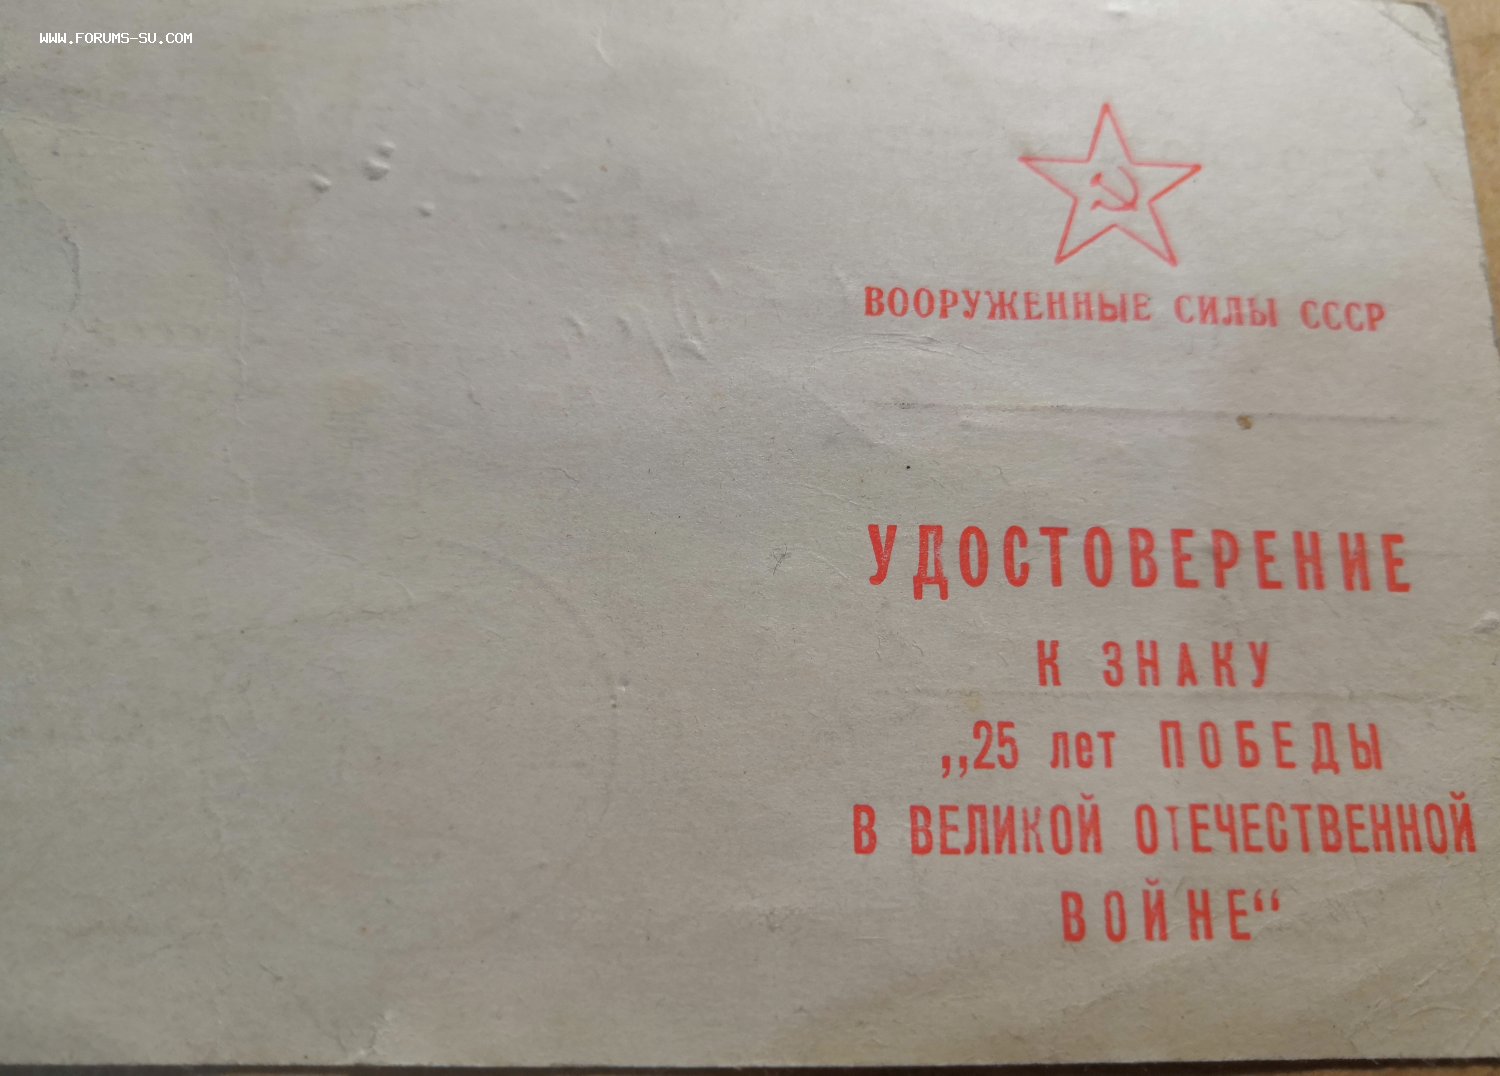 WWW.FORUMS-SU.COM
ВООРУЖЕННЫЕ СИЛЫ СССР
УДОСТОВЕРЕНИЕ
К ЗНАКУ
„25 лет ПОБЕДЫ
В ВЕЛИКОЙ ОТЕЧЕСТВЕННОЙ
ВОЙНЕ“